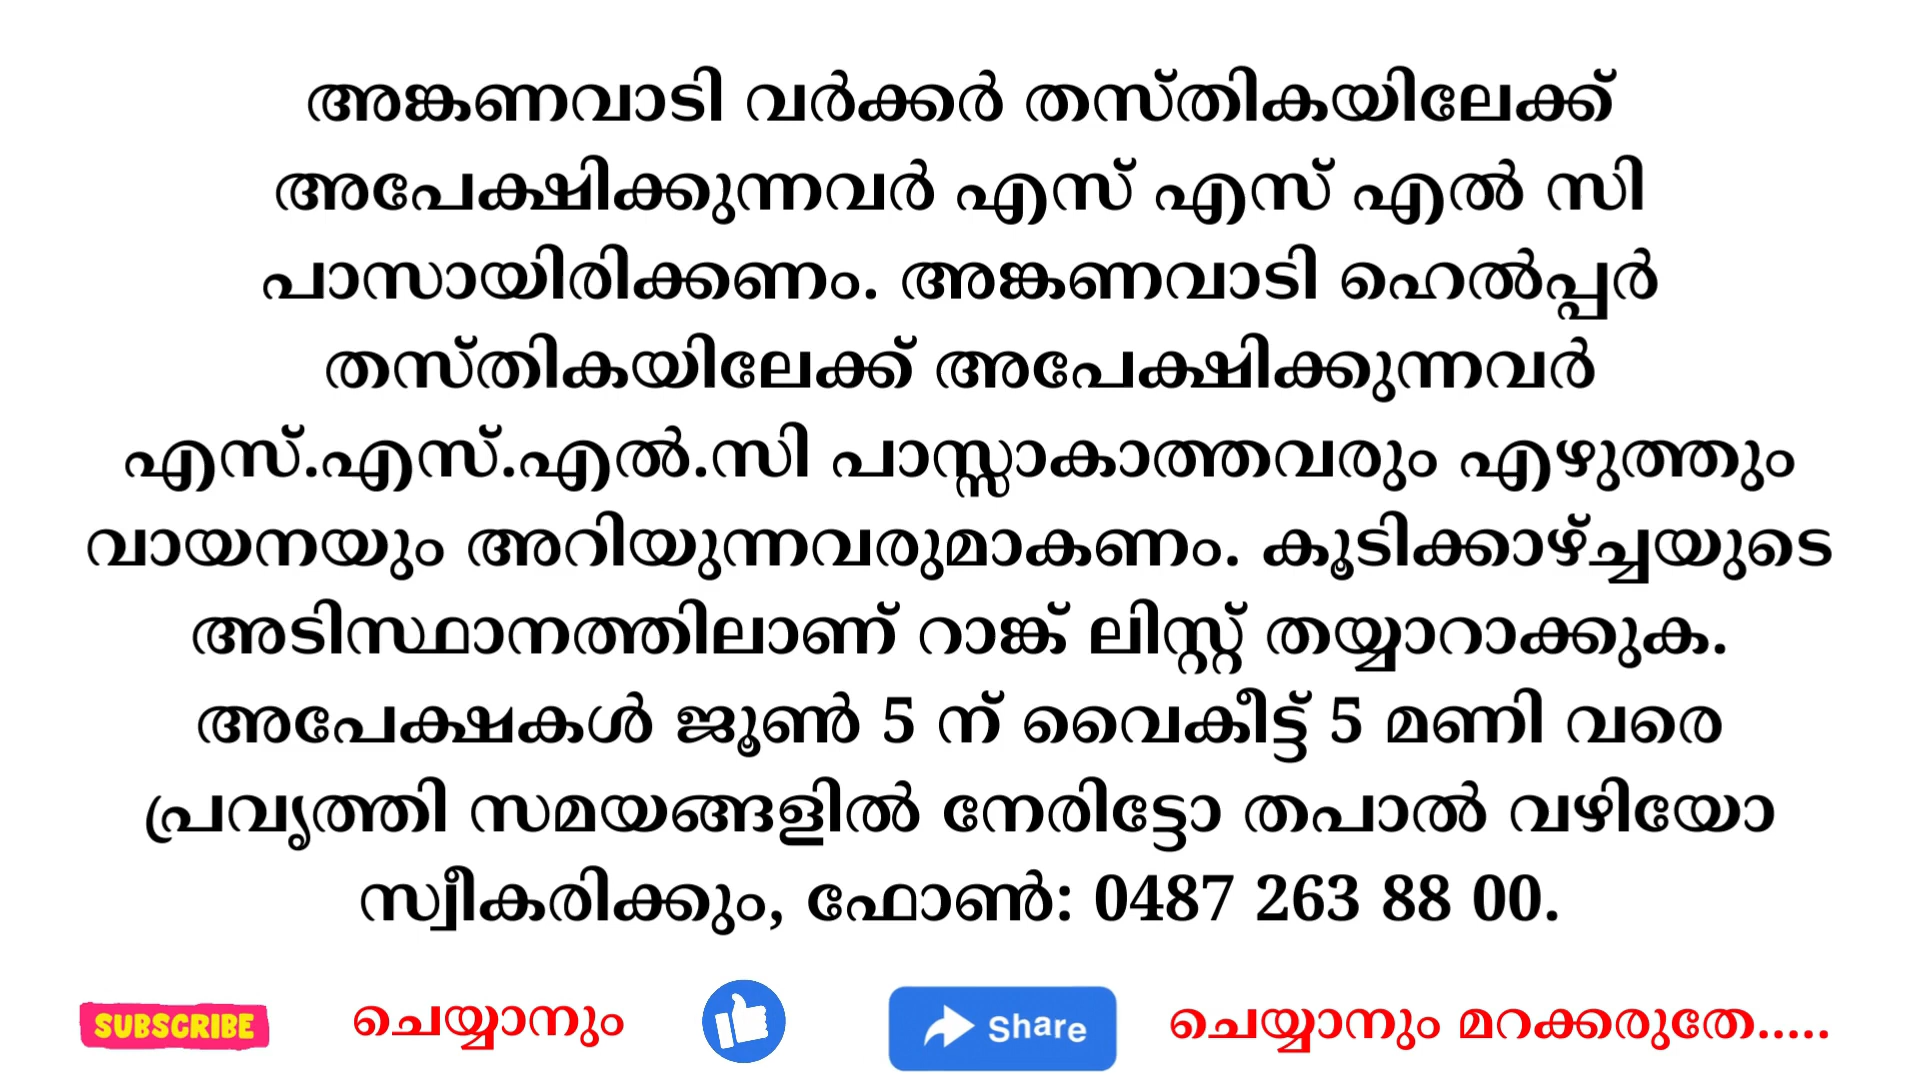 അങ്കണവാടി വർക്കർ തസ്തികയിലേക്ക്
അപേക്ഷിക്കുന്നവർ എസ് എസ് എൽ സി
പാസായിരിക്കണം. അങ്കണവാടി ഹെൽപ്പർ
തസ്തികയിലേക്ക് അപേക്ഷിക്കുന്നവർ
എസ്.എസ്.എൽ.സി പാസ്സാകാത്തവരും എഴുത്തും
വായനയും അറിയുന്നവരുമാകണം. കൂടിക്കാഴ്ച്ചയുടെ
അടിസ്ഥാനത്തിലാണ് റാങ്ക് ലിസ്റ്റ് തയ്യാറാക്കുക.
അപേക്ഷകൾ ജൂൺ 5 ന് വൈകീട്ട് 5 മണി വരെ
പ്രവൃത്തി സമയങ്ങളിൽ നേരിട്ടോ തപാൽ വഴിയോ
സ്വീകരിക്കും, ഫോൺ: 0487 263 88 00.
SUBSCRIBE ചെയ്യാനും Share ചെയ്യാനും മറക്കരുതേ.....